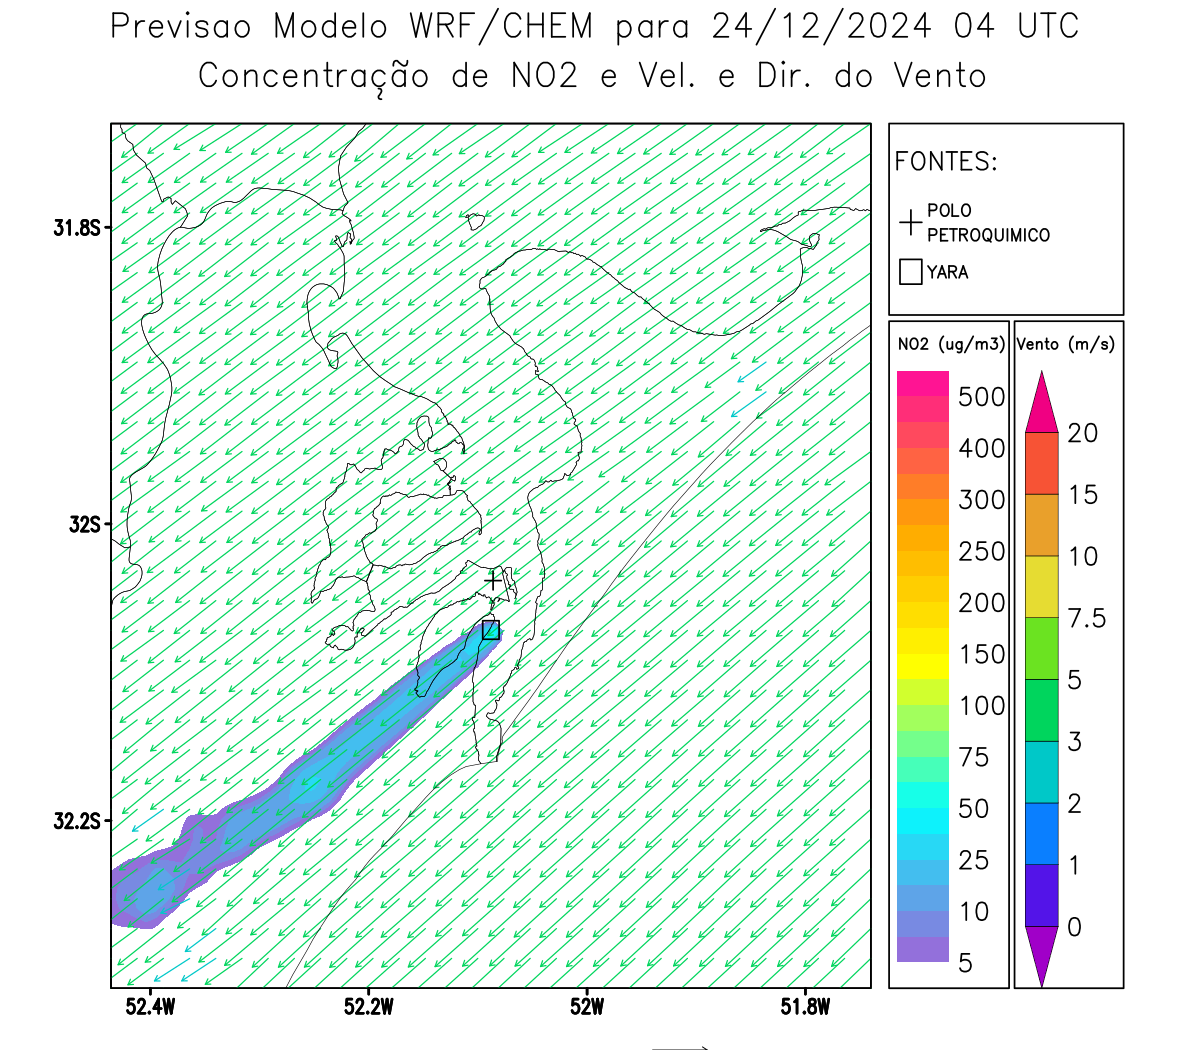 Previsao Modelo WRF/CHEM para 24/12/2024 04 UTC
Concentração de NO2 e Vel. e Dir. do Vento
FONTES:
POLO
PETROQUIMICO
YARA
NO2 (ug/m3)
500
400
300
250
200
150
100
75
50
25
10
5
Vento (m/s)
20
15
10
7.5
5
3
2
1
0
31.8S
32S
32.2S
52.4W
52.2W
52W
51.8W